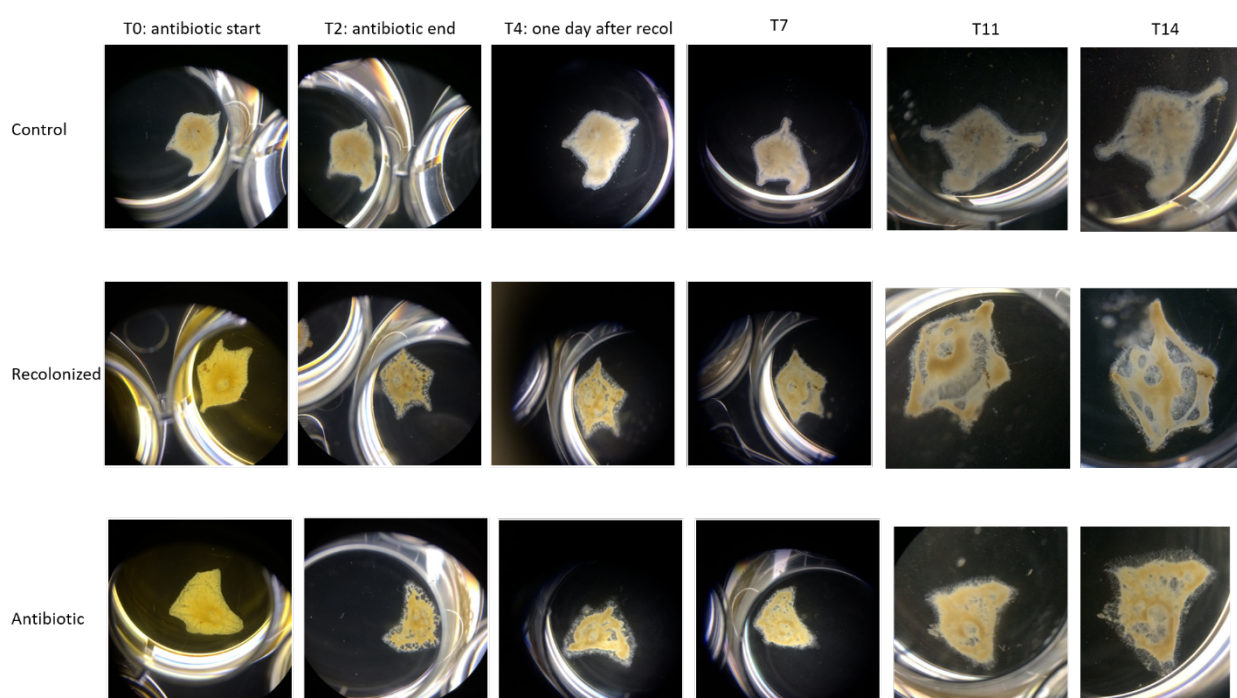 T0: antibiotic start
T2: antibiotic end
T4: one day after recol
T7
T11
T14
Control
Recolonized
Antibiotic